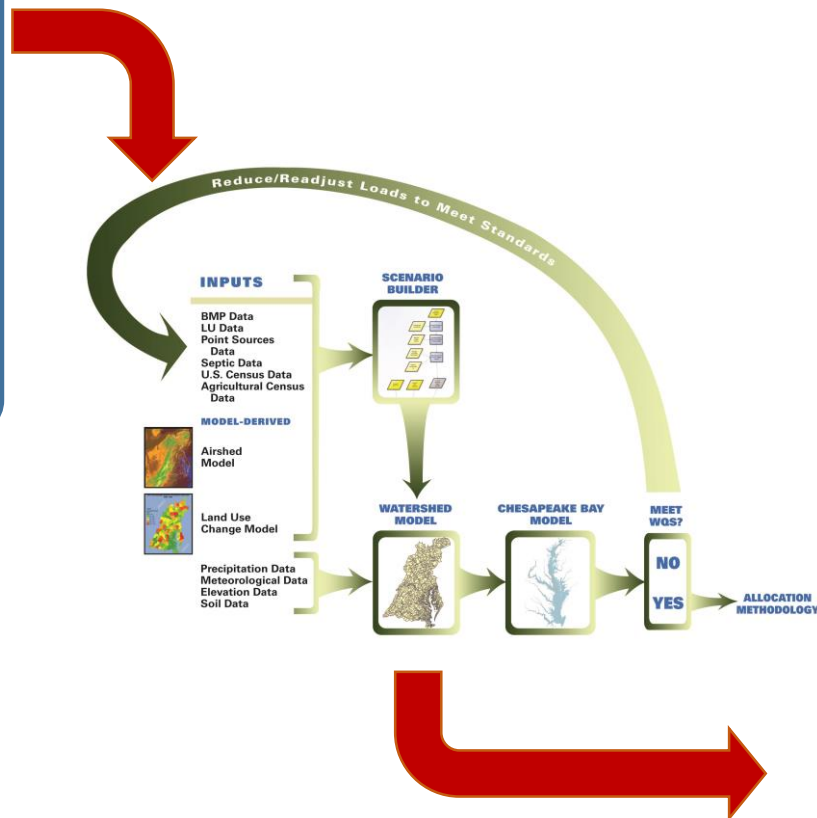 Reduce/Readjust Loads to Meet Standards
INPUTS
BMP Data
LU Data
Point Sources
Data
Septic Data
U.S. Census Data
Agricultural Census
Data
MODEL-DERIVED
Airshed
Model
Land Use
Change Model
Precipitation Data
Meteorological Data
Elevation Data
Soil Data
SCENARIO
BUILDER
WATERSHED
MODEL
CHESAPEAKE BAY
MODEL
MEET
WQS?
NO
YES
ALLOCATION
METHODOLOGY